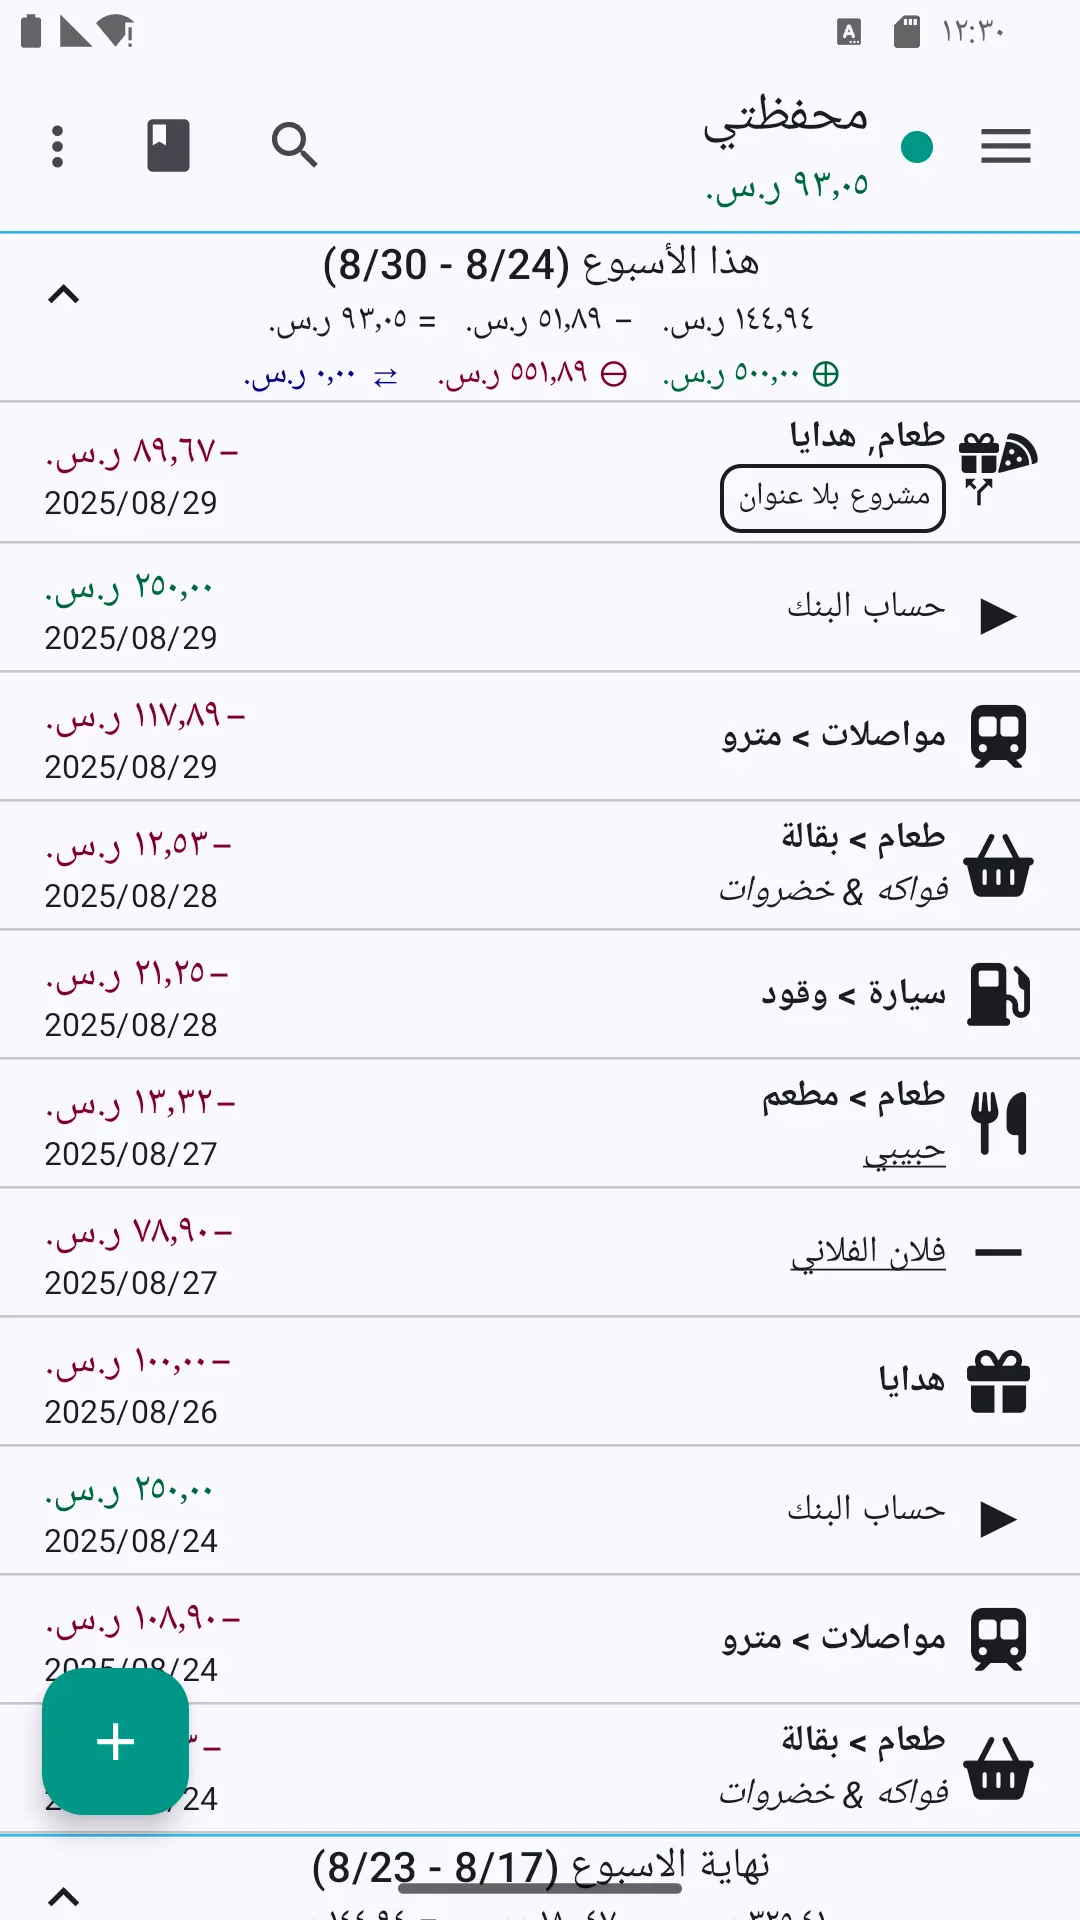 ١٢:٣٠
محفظتي
٩٣,٠٥ ر.س.
هذا الأسبوع (8/24 - 8/30)
١٤٤,٩٤ ر.س. − ٥١,٨٩ ر.س. = ٩٣,٠٥ ر.س.
⊕ ٥٠٠,٠٠ ر.س. ⊖ ٥٥١,٨٩ ر.س. ⇄ ٠,٠٠ ر.س.
طعام, هدايا
−٨٩,٦٧ ر.س.
مشروع بلا عنوان
2025/08/29
حساب البنك
٢٥٠,٠٠ ر.س.
2025/08/29
مواصلات > مترو
−١١٧,٨٩ ر.س.
2025/08/29
طعام > بقالة
−١٢,٥٣ ر.س.
فواكه & خضروات
2025/08/28
سيارة > وقود
−٢١,٢٥ ر.س.
2025/08/28
طعام > مطعم
−١٣,٣٢ ر.س.
حبيبي
2025/08/27
فلان الفلاني
−٧٨,٩٠ ر.س.
2025/08/27
هدايا
−١٠٠,٠٠ ر.س.
2025/08/26
حساب البنك
٢٥٠,٠٠ ر.س.
2025/08/24
مواصلات > مترو
−١٠٨,٩٠ ر.س.
2025/08/24
طعام > بقالة
فواكه & خضروات
نهاية الاسبوع (8/17 - 8/23)